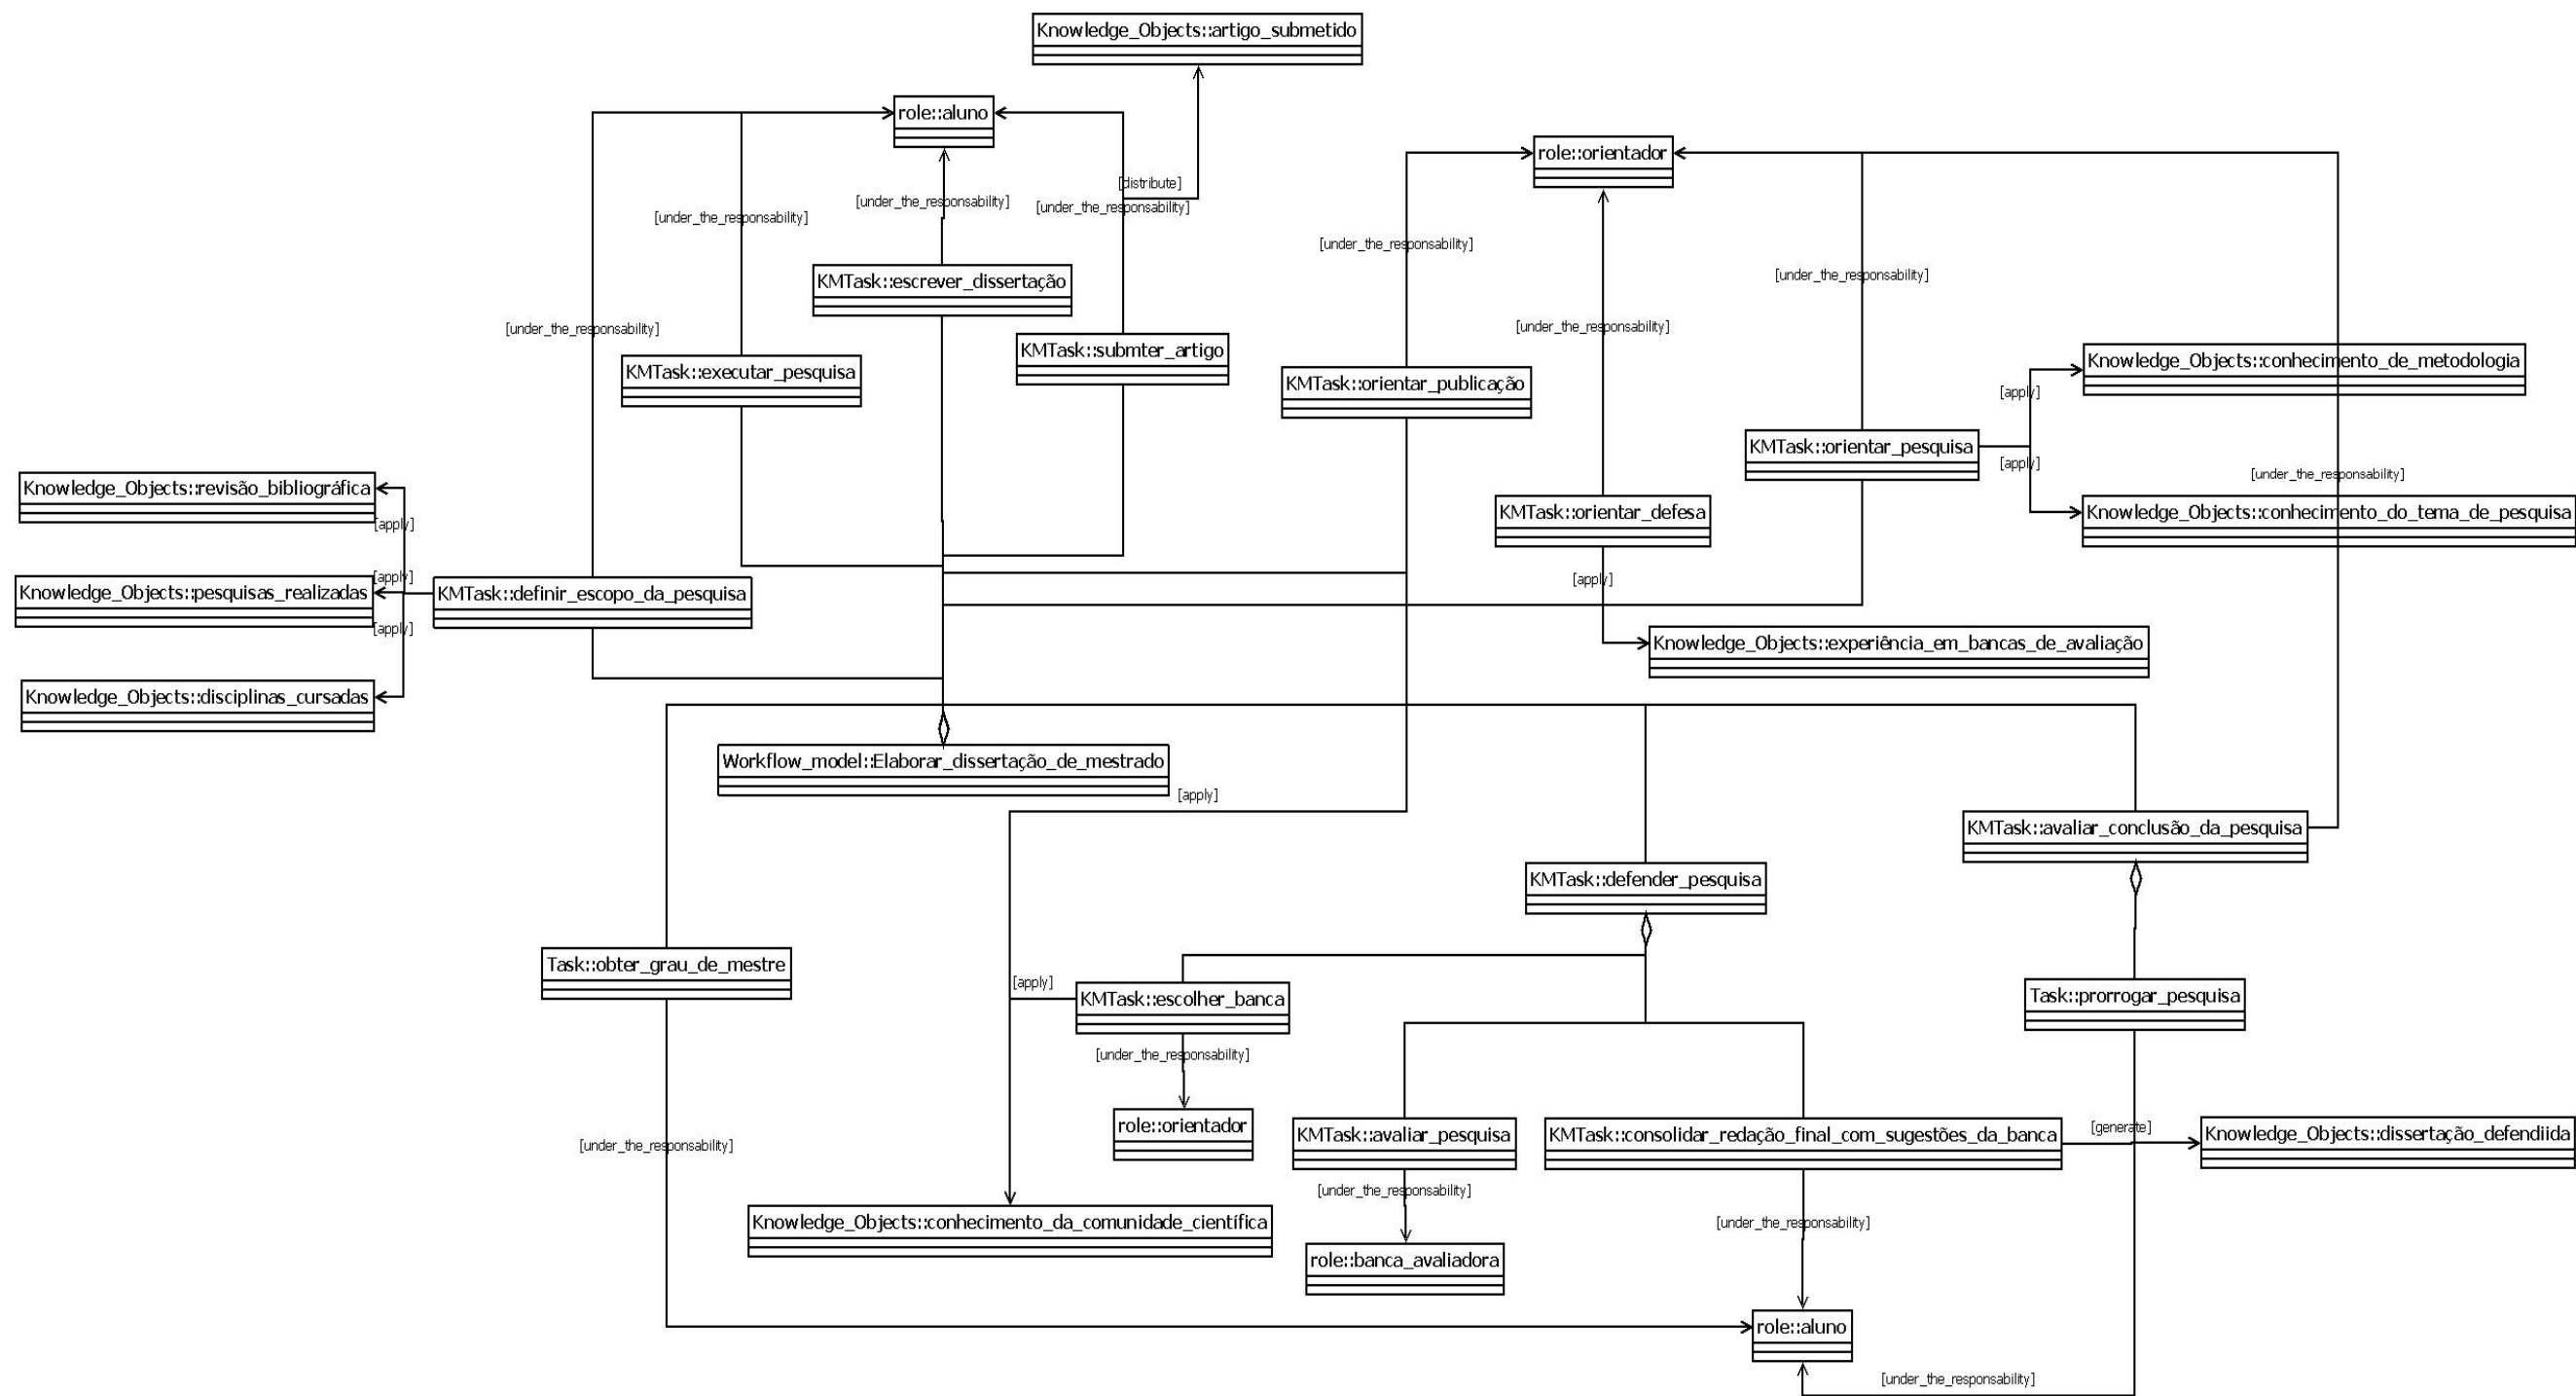 Knowledge_Objects::artigo_submetido
role::aluno
role::orientador
[distribute]
[under_the_responsability]
[under_the_responsability]
[under_the_responsability]
[under_the_responsability]
KMTask::escrever_dissertação
[under_the_responsability]
[under_the_responsability]
[under_the_responsability]
KMTask::submter_artigo
Knowledge_Objects::conhecimento_de_metodologia
KMTask::executar_pesquisa
KMTask::orientar_publicação
[apply]
KMTask::orientar_pesquisa
[apply]
[under_the_responsability]
Knowledge_Objects::revisão_bibliográfica
KMTask::orientar_defesa
Knowledge_Objects::conhecimento_do_tema_de_pesquisa
[apply]
[apply]
[apply]
Knowledge_Objects::pesquisas_realizadas
KMTask::definir_escopo_da_pesquisa
[apply]
Knowledge_Objects::experiência_em_bancas_de_avaliação
Knowledge_Objects::disciplinas_cursadas
Workflow_model::Elaborar_dissertação_de_mestrado
[apply]
KMTask::avaliar_conclusão_da_pesquisa
KMTask::defender_pesquisa
Task::obter_grau_de_mestre
[apply]
KMTask::escolher_banca
Task::prorrogar_pesquisa
[under_the_responsability]
role::orientador
KMTask::avaliar_pesquisa
KMTask::consolidar_redação_final_com_sugestões_da_banca
[generate]
Knowledge_Objects::dissertação_defendiida
[under_the_responsability]
[under_the_responsability]
Knowledge_Objects::conhecimento_da_comunidade_científica
[under_the_responsability]
role::banca_avaliadora
role::aluno
[under_the_responsability]